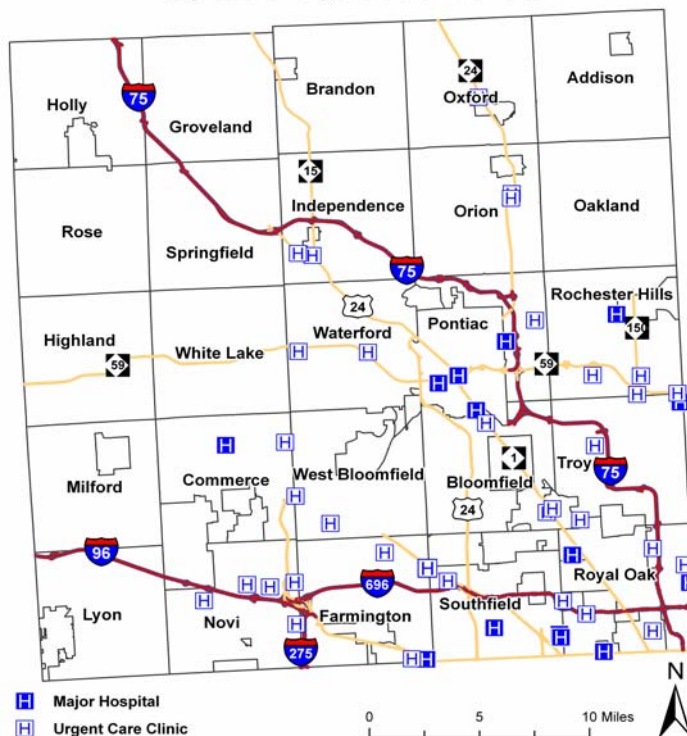 24
Addison
Brandon
Oxford
Holly
75
Groveland
15
Independence
Orion
Oakland
Rose
Springfield
75
Rochester Hills
24
Pontiac
150
Highland
Waterford
White Lake
59
59
Commerce
West Bloomfield
1
Bloomfield
Troy
75
Milford
24
96
696
Royal Oak
Southfield
Lyon
Novi
Farmington
275
N
H Major Hospital
H Urgent Care Clinic
0 5 10 Miles